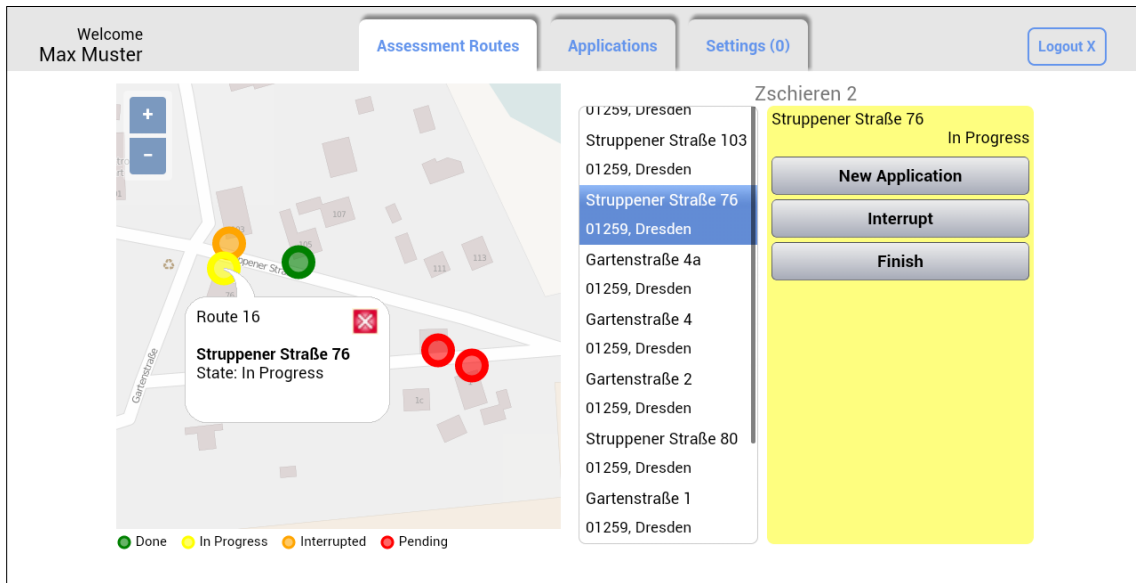 Welcome
Max Muster
Assessment Routes
Applications
Settings (0)
Logout X
Zschieren 2
+
−
107
105
111
113
Gartenstraße
1c
Route 16
Struppener Straße 76
State: In Progress
Done
In Progress
Interrupted
Pending
01259, Dresden
Struppener Straße 103
01259, Dresden
Struppener Straße 76
01259, Dresden
Gartenstraße 4a
01259, Dresden
Gartenstraße 4
01259, Dresden
Gartenstraße 2
01259, Dresden
Struppener Straße 80
01259, Dresden
Gartenstraße 1
01259, Dresden
Struppener Straße 76
In Progress
New Application
Interrupt
Finish